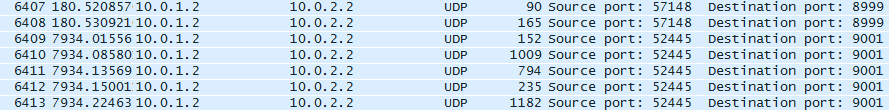 6407 180.520857 10.0.1.2 10.0.2.2 UDP 90 Source port: 57148 Destination port: 8999
6408 180.530921 10.0.1.2 10.0.2.2 UDP 165 Source port: 57148 Destination port: 8999
6409 7934.01556 10.0.1.2 10.0.2.2 UDP 152 Source port: 52445 Destination port: 9001
6410 7934.08580 10.0.1.2 10.0.2.2 UDP 1009 Source port: 52445 Destination port: 9001
6411 7934.13569 10.0.1.2 10.0.2.2 UDP 794 Source port: 52445 Destination port: 9001
6412 7934.15001 10.0.1.2 10.0.2.2 UDP 235 Source port: 52445 Destination port: 9001
6413 7934.22463 10.0.1.2 10.0.2.2 UDP 1182 Source port: 52445 Destination port: 9001